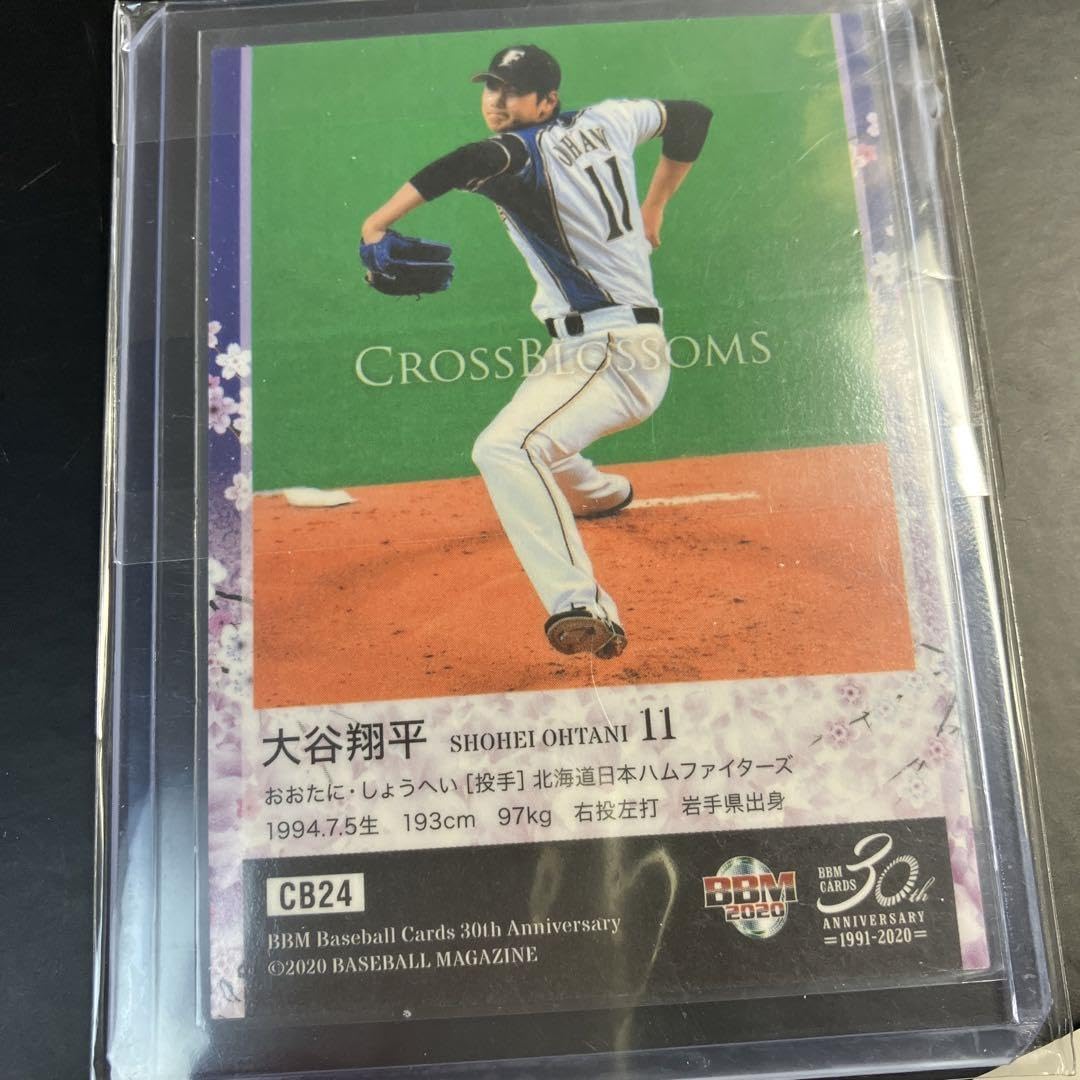 F
OHTAN
11
CROSSBLOSSOMS
大谷翔平 SHOHEI OHTANI 11
おおたに・しょうへい [投手] 北海道日本ハムファイターズ
1994.7.5生 193cm 97kg 右投左打 岩手県出身
CB24
BBM Baseball Cards 30th Anniversary
©2020 BASEBALL MAGAZINE
BBM
2020
BBM
CARDS 30th
ANNIVERSARY
=1991-2020=